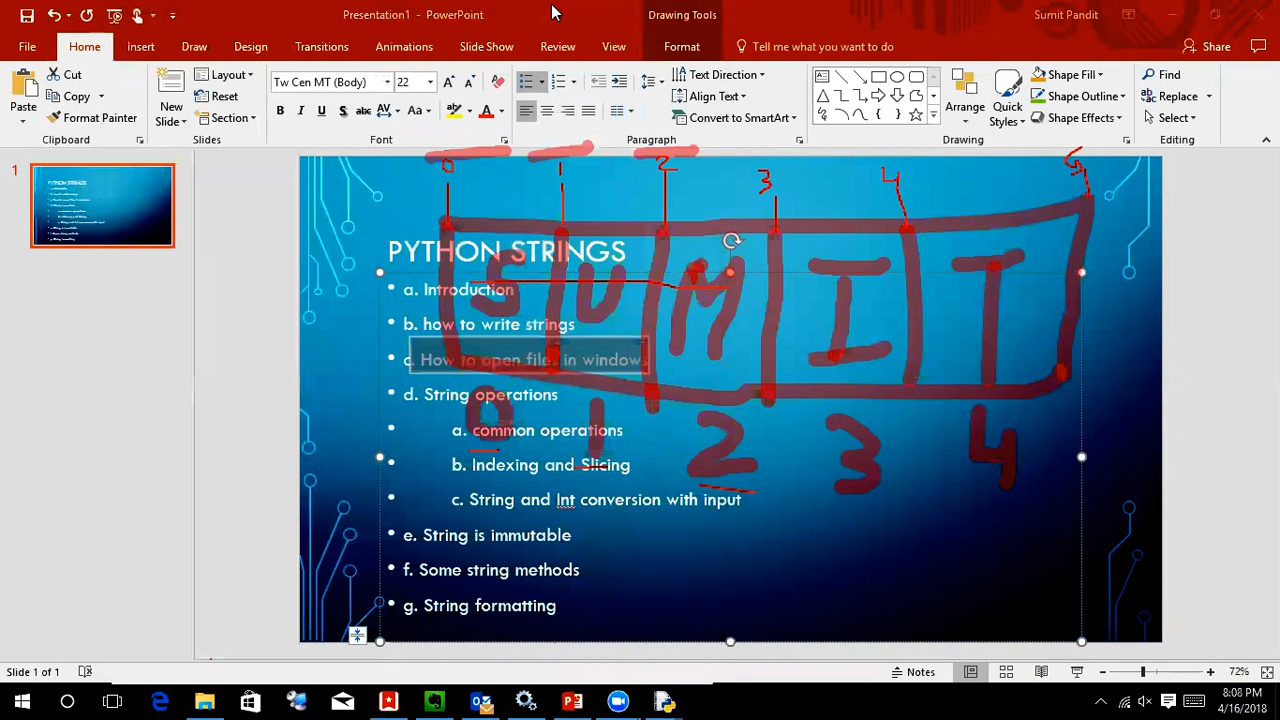 Presentation1 - PowerPoint
Drawing Tools
Sumit Pandit
File Home Insert Draw Design Transitions Animations Slide Show Review View Format Tell me what you want to do Share
Paste
Cut
Copy
Format Painter
Clipboard
New Slide
Layout
Reset
Section
Slides
Tw Cen MT (Body) 22
B I U S abc AV Aa A
Font
Text Direction
Align Text
Convert to SmartArt
Paragraph
Arrange
Quick Styles
Shape Fill
Shape Outline
Shape Effects
Drawing
Find
Replace
Select
Editing
1
0 1 2 3 4 5
PYTHON STRINGS
S U M I T
• a. Introduction
• b. how to write strings
• c. How to open files in windows
• d. String operations
0 1 2 3 4
• a. common operations
• b. Indexing and Slicing
• c. String and Int conversion with input
• e. String is immutable
• f. Some string methods
• g. String formatting
Slide 1 of 1
Notes
72%
8:08 PM
4/16/2018